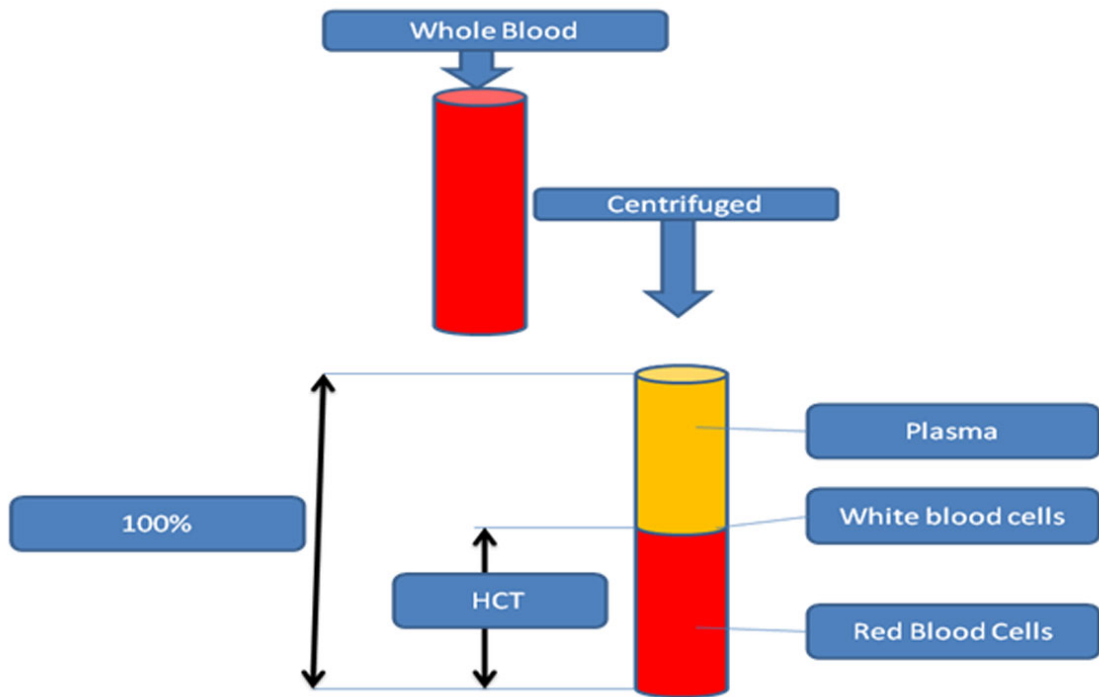 Whole Blood
Centrifuged
Plasma
100%
White blood cells
HCT
Red Blood Cells